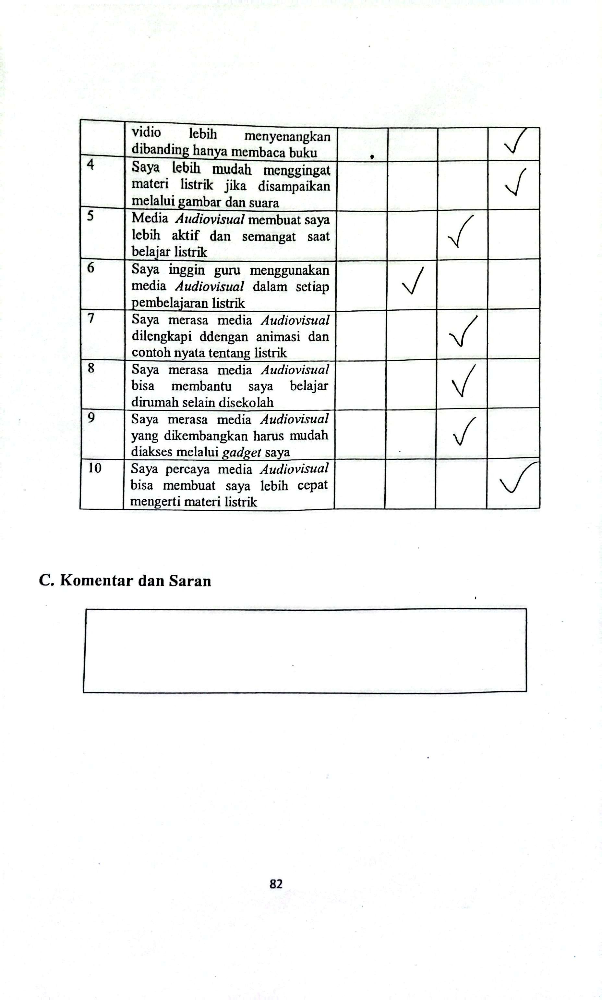 vidio lebih menyenangkan
dibanding hanya membaca buku
4 Saya lebih mudah menggingat
materi listrik jika disampaikan
melalui gambar dan suara
5 Media Audiovisual membuat saya
lebih aktif dan semangat saat
belajar listrik
6 Saya inggin guru menggunakan
media Audiovisual dalam setiap
pembelajaran listrik
7 Saya merasa media Audiovisual
dilengkapi ddengan animasi dan
contoh nyata tentang listrik
8 Saya merasa media Audiovisual
bisa membantu saya belajar
dirumah selain disekolah
9 Saya merasa media Audiovisual
yang dikembangkan harus mudah
diakses melalui gadget saya
10 Saya percaya media Audiovisual
bisa membuat saya lebih cepat
mengerti materi listrik
C. Komentar dan Saran
82